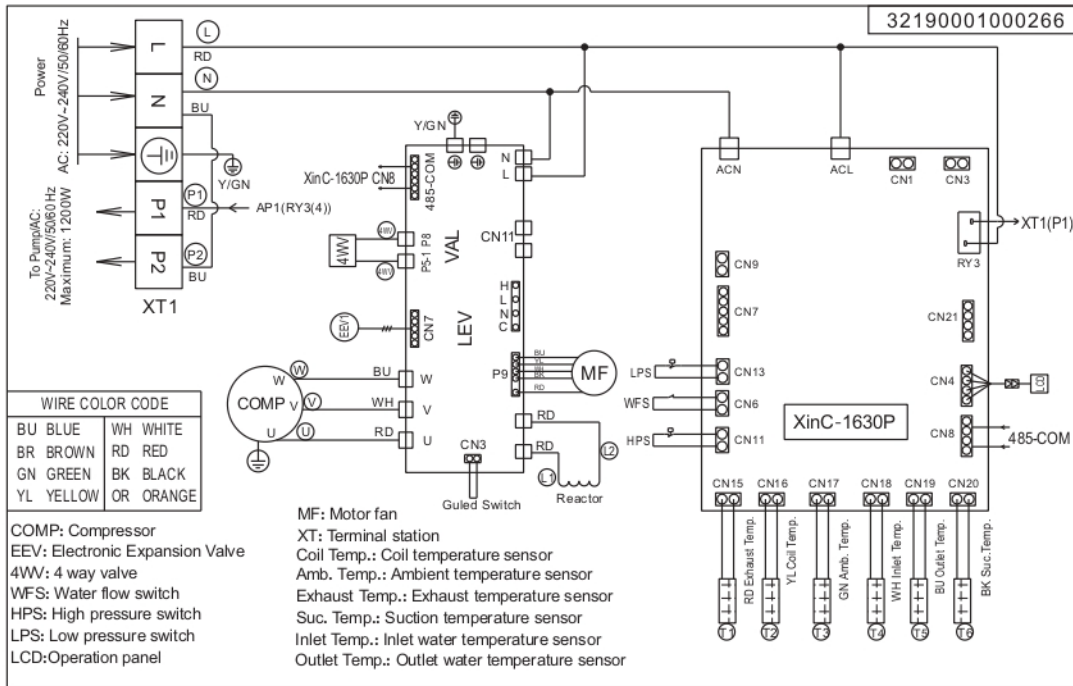 32190001000266
Power
AC: 220V~240V/50/60Hz
To Pump/AC:
220V~240V/50/60Hz
Maximum: 1200W
L
N
P1
P2
XT1
L
RD
N
BU
Y/GN
P1
RD
AP1(RY3(4))
P2
BU
Y/GN
XinC-1630P CN8
485-COM
N
L
4WV
4WV
4WV
P8
P5-1
VAL
CN11
H
L
N
C
EEV1
CN7
LEV
P9
BU
YL
WH
BK
RD
MF
COMP
W
W
BU
W
V
V
WH
V
U
U
RD
U
CN3
Guled Switch
RD
RD
L1
L2
Reactor
ACN
ACL
CN1
CN3
RY3
XT1(P1)
CN9
CN7
CN21
LPS
CN13
WFS
CN6
HPS
CN11
CN4
LCD
CN8
485-COM
XinC-1630P
CN15
CN16
CN17
CN18
CN19
CN20
RD Exhaust Temp.
YL Coil Temp.
GN Amb. Temp.
WH Inlet Temp.
BU Outlet Temp.
BK Suc.Temp.
T1
T2
T3
T4
T5
T6
WIRE COLOR CODE
BU BLUE WH WHITE
BR BROWN RD RED
GN GREEN BK BLACK
YL YELLOW OR ORANGE
COMP: Compressor
EEV: Electronic Expansion Valve
4WV: 4 way valve
WFS: Water flow switch
HPS: High pressure switch
LPS: Low pressure switch
LCD:Operation panel
MF: Motor fan
XT: Terminal station
Coil Temp.: Coil temperature sensor
Amb. Temp.: Ambient temperature sensor
Exhaust Temp.: Exhaust temperature sensor
Suc. Temp.: Suction temperature sensor
Inlet Temp.: Inlet water temperature sensor
Outlet Temp.: Outlet water temperature sensor